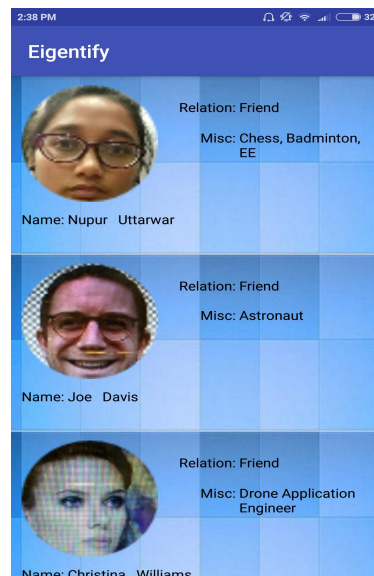 2:38 PM 32
Eigentify
Relation: Friend
Misc: Chess, Badminton,
EE
Name: Nupur Uttarwar
Relation: Friend
Misc: Astronaut
Name: Joe Davis
Relation: Friend
Misc: Drone Application
Engineer
Name: Christina Williams